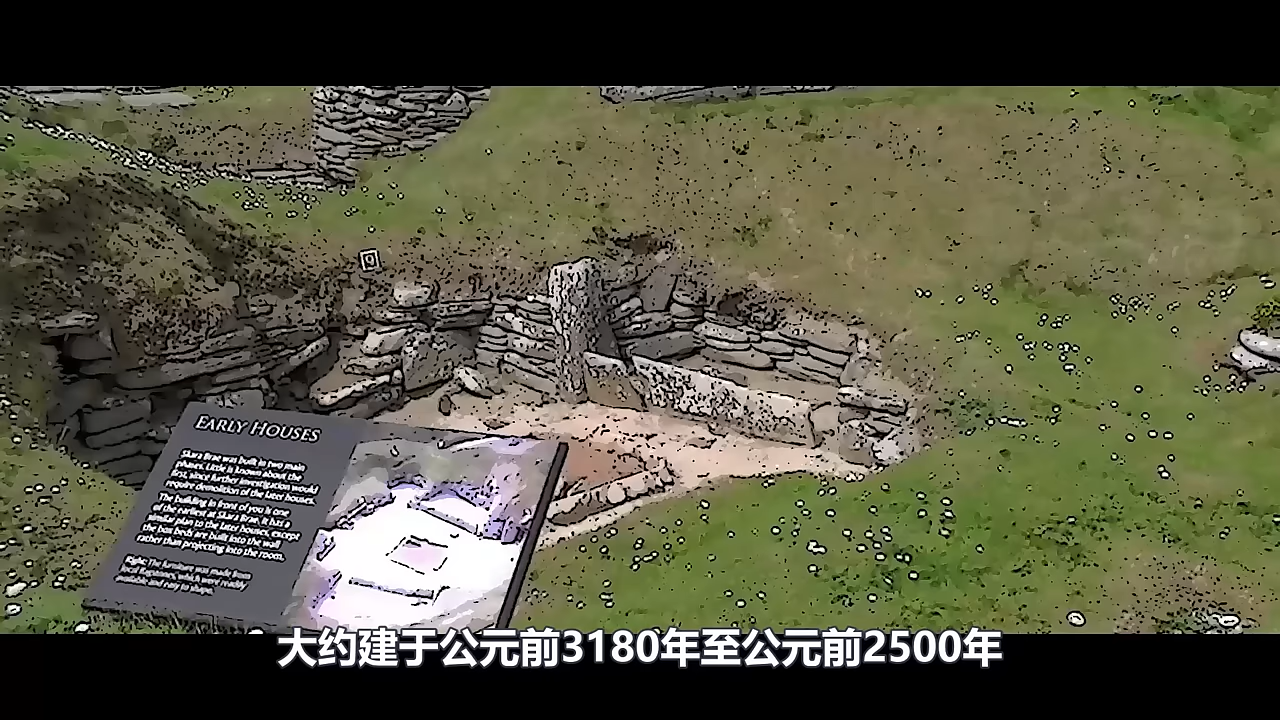 EARLY HOUSES
Skara Brae was built in two main
phases. Little is known about the
first, since further investigation would
require demolition of the later houses.
The building in front of you is one
of the earliest at Skara Brae. It has a
similar plan to the later houses, except
the box beds are built into the wall
rather than projecting into the room.
Right: The furniture was made from
local flagstones, which were readily
available and easy to shape.
大约建于公元前3180年至公元前2500年